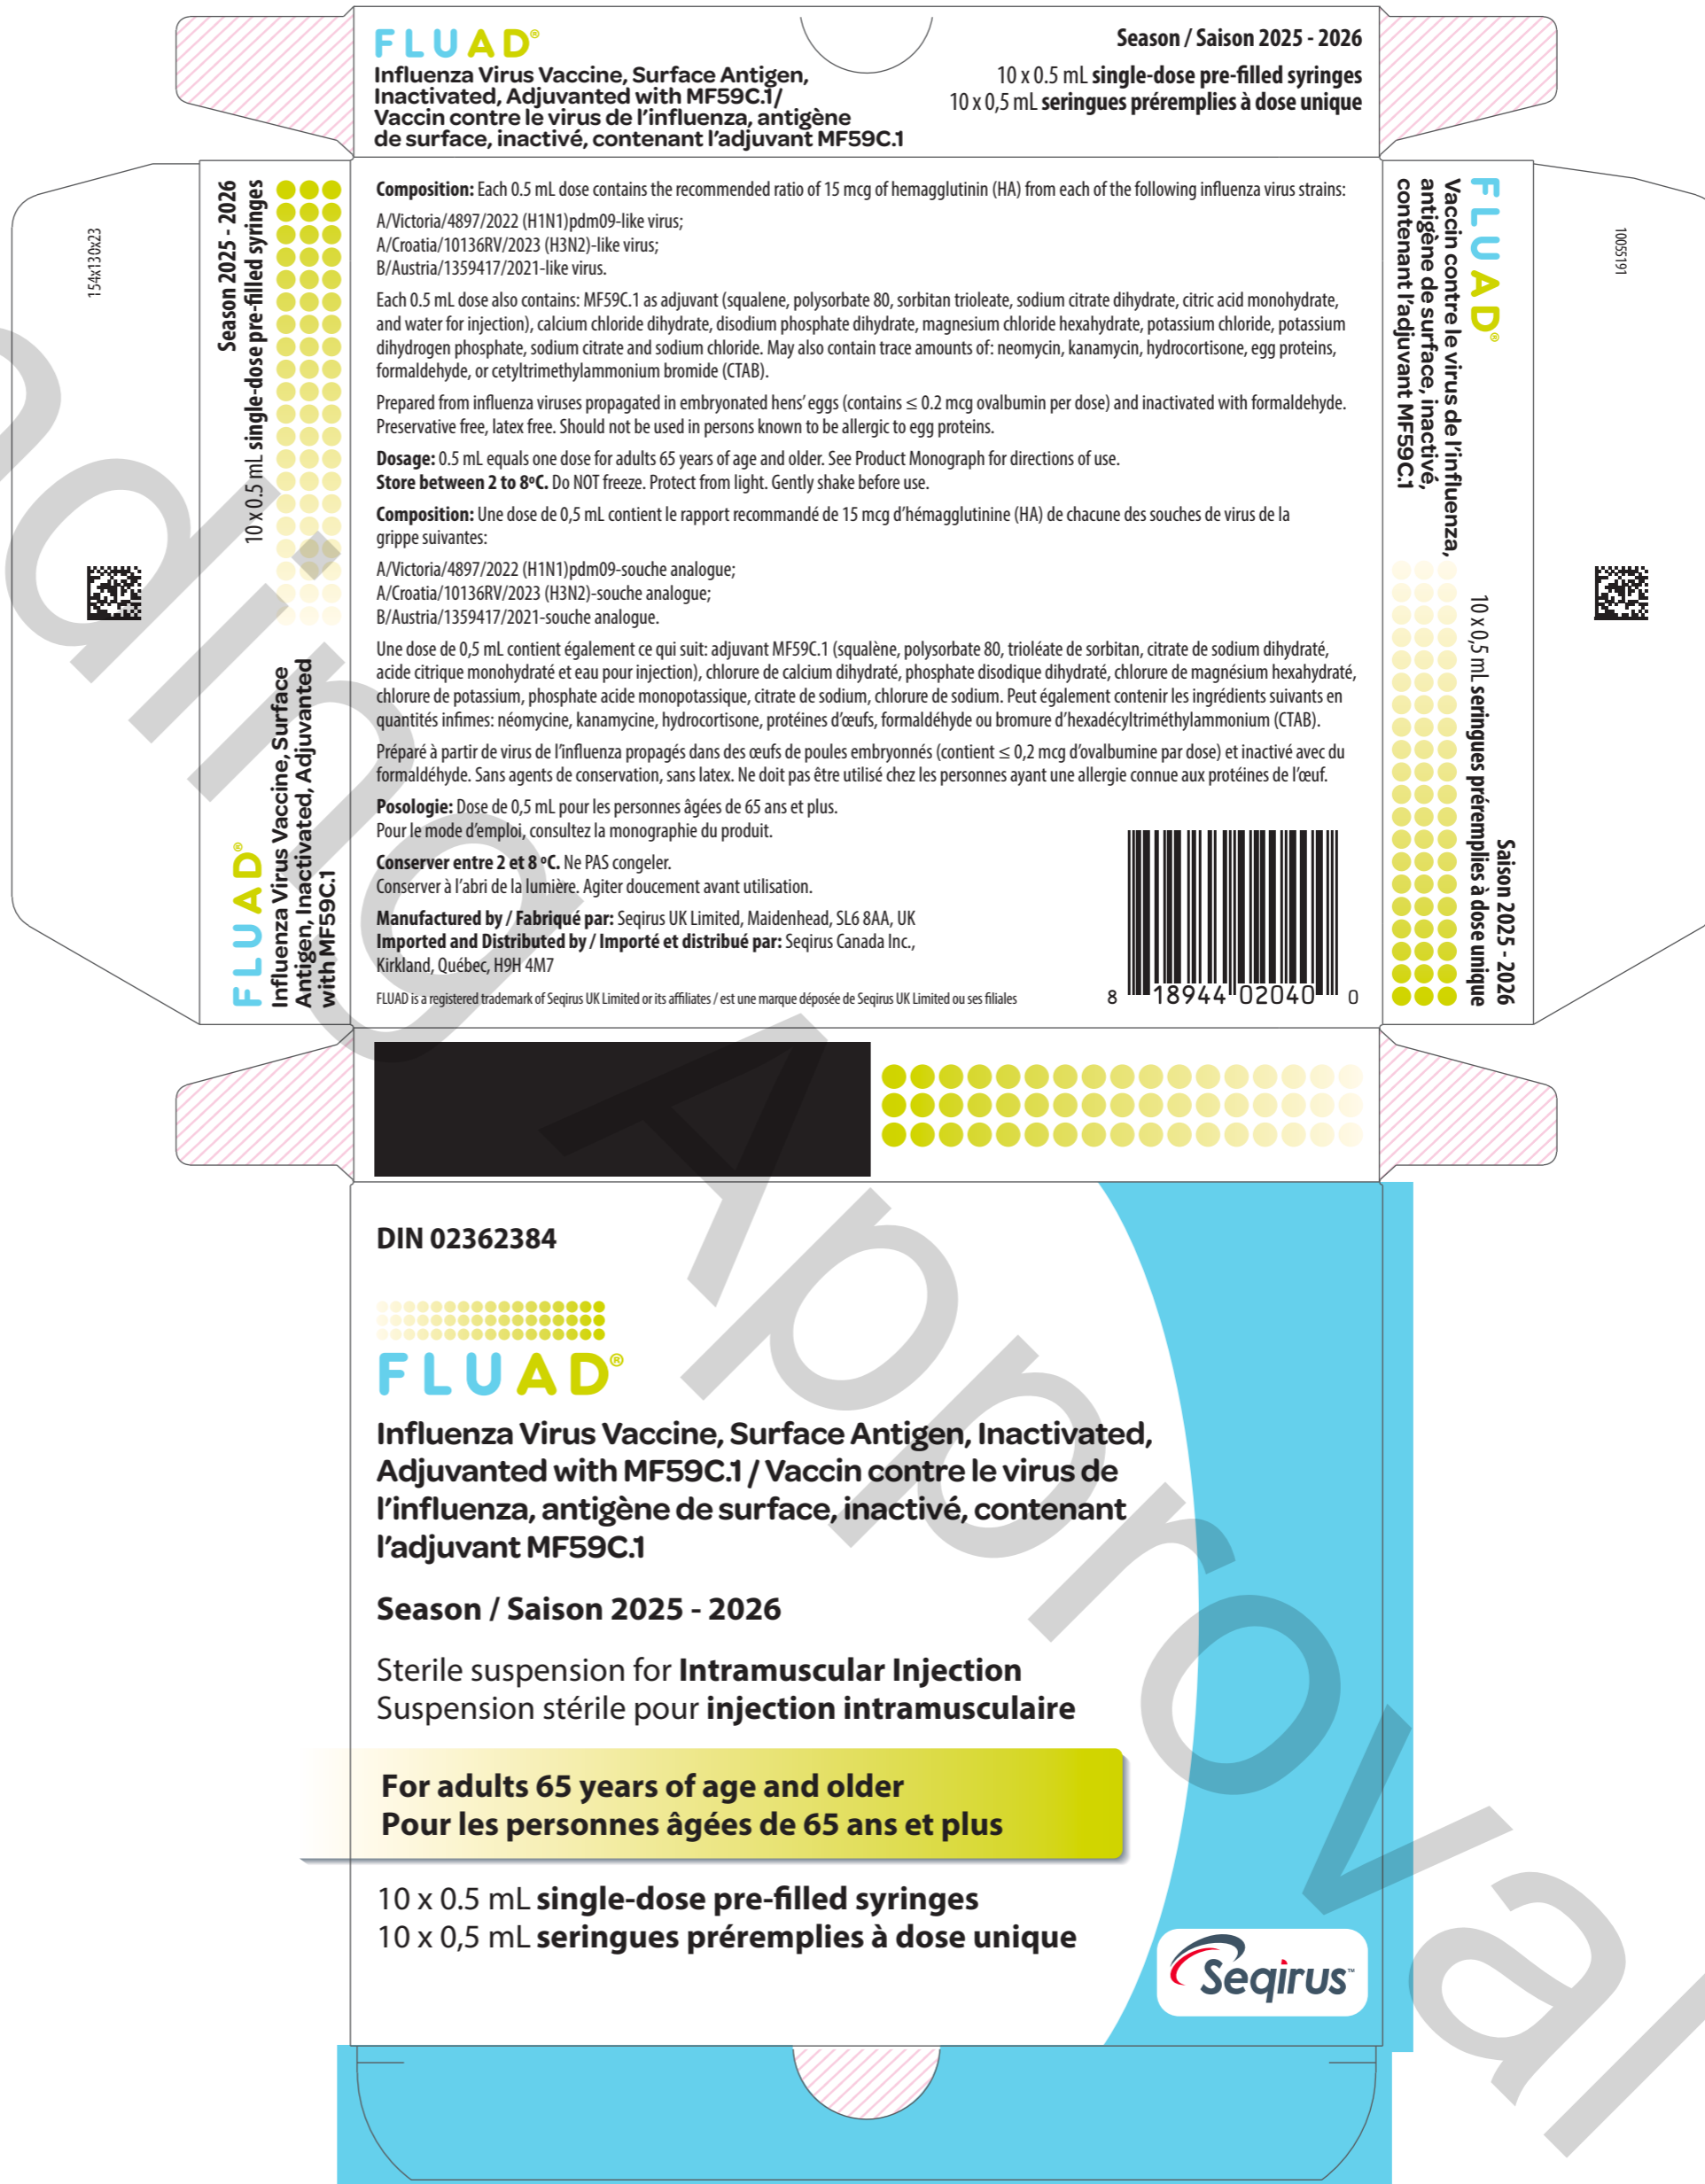 FLUAD®
Influenza Virus Vaccine, Surface Antigen,
Inactivated, Adjuvanted with MF59C.1/
Vaccin contre le virus de l'influenza, antigène
de surface, inactivé, contenant l'adjuvant MF59C.1
Season / Saison 2025 - 2026
10 x 0.5 mL single-dose pre-filled syringes
10 x 0,5 mL seringues préremplies à dose unique
154x130x23
Season 2025 - 2026
10 x 0.5 mL single-dose pre-filled syringes
FLUAD®
Influenza Virus Vaccine, Surface
Antigen, Inactivated, Adjuvanted
with MF59C.1
Composition: Each 0.5 mL dose contains the recommended ratio of 15 mcg of hemagglutinin (HA) from each of the following influenza virus strains:
A/Victoria/4897/2022 (H1N1)pdm09-like virus;
A/Croatia/10136RV/2023 (H3N2)-like virus;
B/Austria/1359417/2021-like virus.
Each 0.5 mL dose also contains: MF59C.1 as adjuvant (squalene, polysorbate 80, sorbitan trioleate, sodium citrate dihydrate, citric acid monohydrate,
and water for injection), calcium chloride dihydrate, disodium phosphate dihydrate, magnesium chloride hexahydrate, potassium chloride, potassium
dihydrogen phosphate, sodium citrate and sodium chloride. May also contain trace amounts of: neomycin, kanamycin, hydrocortisone, egg proteins,
formaldehyde, or cetyltrimethylammonium bromide (CTAB).
Prepared from influenza viruses propagated in embryonated hens' eggs (contains ≤ 0.2 mcg ovalbumin per dose) and inactivated with formaldehyde.
Preservative free, latex free. Should not be used in persons known to be allergic to egg proteins.
Dosage: 0.5 mL equals one dose for adults 65 years of age and older. See Product Monograph for directions of use.
Store between 2 to 8ºC. Do NOT freeze. Protect from light. Gently shake before use.
Composition: Une dose de 0,5 mL contient le rapport recommandé de 15 mcg d'hémagglutinine (HA) de chacune des souches de virus de la
grippe suivantes:
A/Victoria/4897/2022 (H1N1)pdm09-souche analogue;
A/Croatia/10136RV/2023 (H3N2)-souche analogue;
B/Austria/1359417/2021-souche analogue.
Une dose de 0,5 mL contient également ce qui suit: adjuvant MF59C.1 (squalène, polysorbate 80, trioléate de sorbitan, citrate de sodium dihydraté,
acide citrique monohydraté et eau pour injection), chlorure de calcium dihydraté, phosphate disodique dihydraté, chlorure de magnésium hexahydraté,
chlorure de potassium, phosphate acide monopotassique, citrate de sodium, chlorure de sodium. Peut également contenir les ingrédients suivants en
quantités infimes: néomycine, kanamycine, hydrocortisone, protéines d'œufs, formaldéhyde ou bromure d'hexadécyltriméthylammonium (CTAB).
Préparé à partir de virus de l'influenza propagés dans des œufs de poules embryonnés (contient ≤ 0,2 mcg d'ovalbumine par dose) et inactivé avec du
formaldéhyde. Sans agents de conservation, sans latex. Ne doit pas être utilisé chez les personnes ayant une allergie connue aux protéines de l'œuf.
Posologie: Dose de 0,5 mL pour les personnes âgées de 65 ans et plus.
Pour le mode d'emploi, consultez la monographie du produit.
Conserver entre 2 et 8 ºC. Ne PAS congeler.
Conserver à l'abri de la lumière. Agiter doucement avant utilisation.
Manufactured by / Fabriqué par: Seqirus UK Limited, Maidenhead, SL6 8AA, UK
Imported and Distributed by / Importé et distribué par: Seqirus Canada Inc.,
Kirkland, Québec, H9H 4M7
FLUAD is a registered trademark of Seqirus UK Limited or its affiliates / est une marque déposée de Seqirus UK Limited ou ses filiales
8 18944 02040 0
FLUAD®
Vaccin contre le virus de l'influenza,
antigène de surface, inactivé,
contenant l'adjuvant MF59C.1
Saison 2025 - 2026
10 x 0,5 mL seringues préremplies à dose unique
1005191
DIN 02362384
FLUAD®
Influenza Virus Vaccine, Surface Antigen, Inactivated,
Adjuvanted with MF59C.1 / Vaccin contre le virus de
l'influenza, antigène de surface, inactivé, contenant
l'adjuvant MF59C.1
Season / Saison 2025 - 2026
Sterile suspension for Intramuscular Injection
Suspension stérile pour injection intramusculaire
For adults 65 years of age and older
Pour les personnes âgées de 65 ans et plus
10 x 0.5 mL single-dose pre-filled syringes
10 x 0,5 mL seringues préremplies à dose unique
Seqirus™
Approval